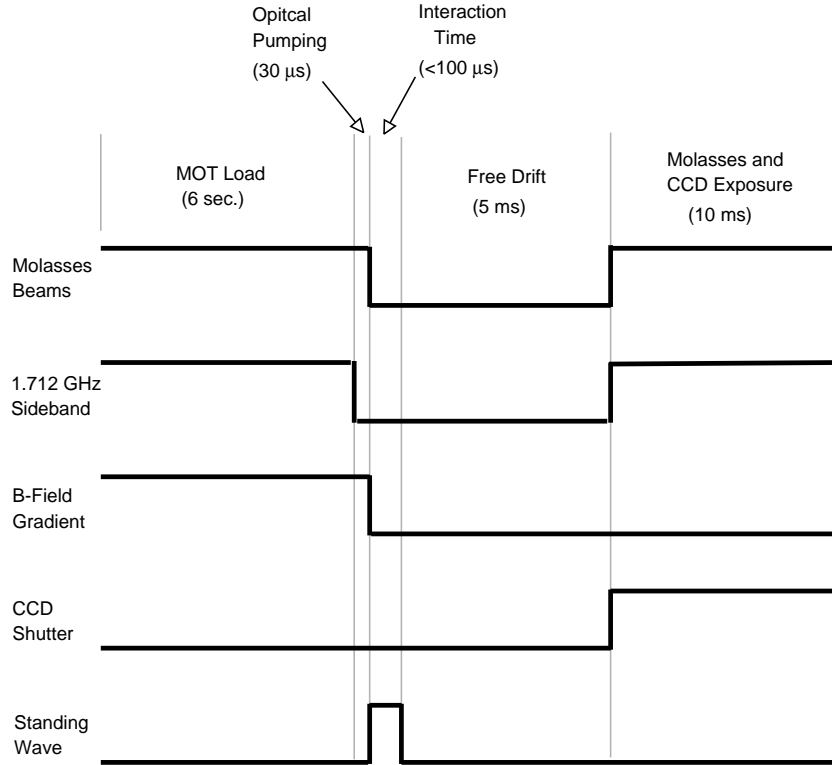 Opitcal
Pumping
(30 μs)
Interaction
Time
(<100 μs)
MOT Load
(6 sec.)
Free Drift
(5 ms)
Molasses and
CCD Exposure
(10 ms)
Molasses
Beams
1.712 GHz
Sideband
B-Field
Gradient
CCD
Shutter
Standing
Wave